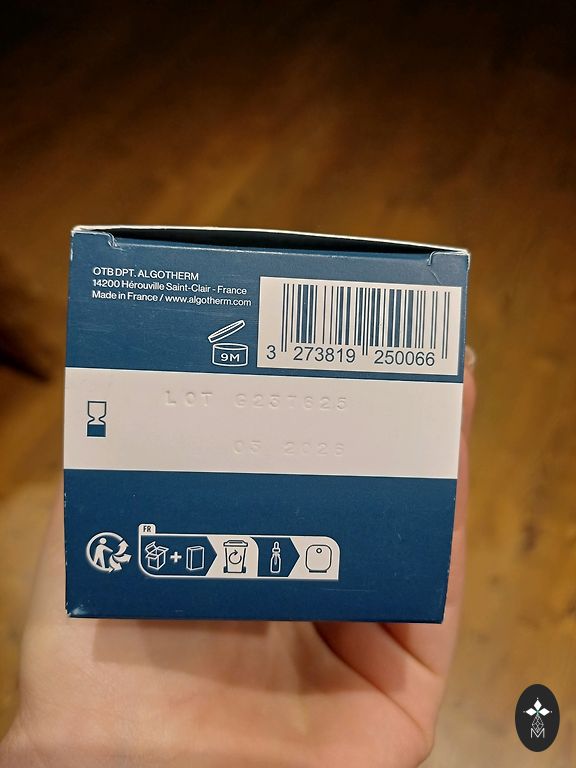 OTB DPT. ALGOTHERM
14200 Hérouville Saint-Clair - France
Made in France / www.algotherm.com
9M
3 273819 250066
LOT G237625
03 2026
FR
M